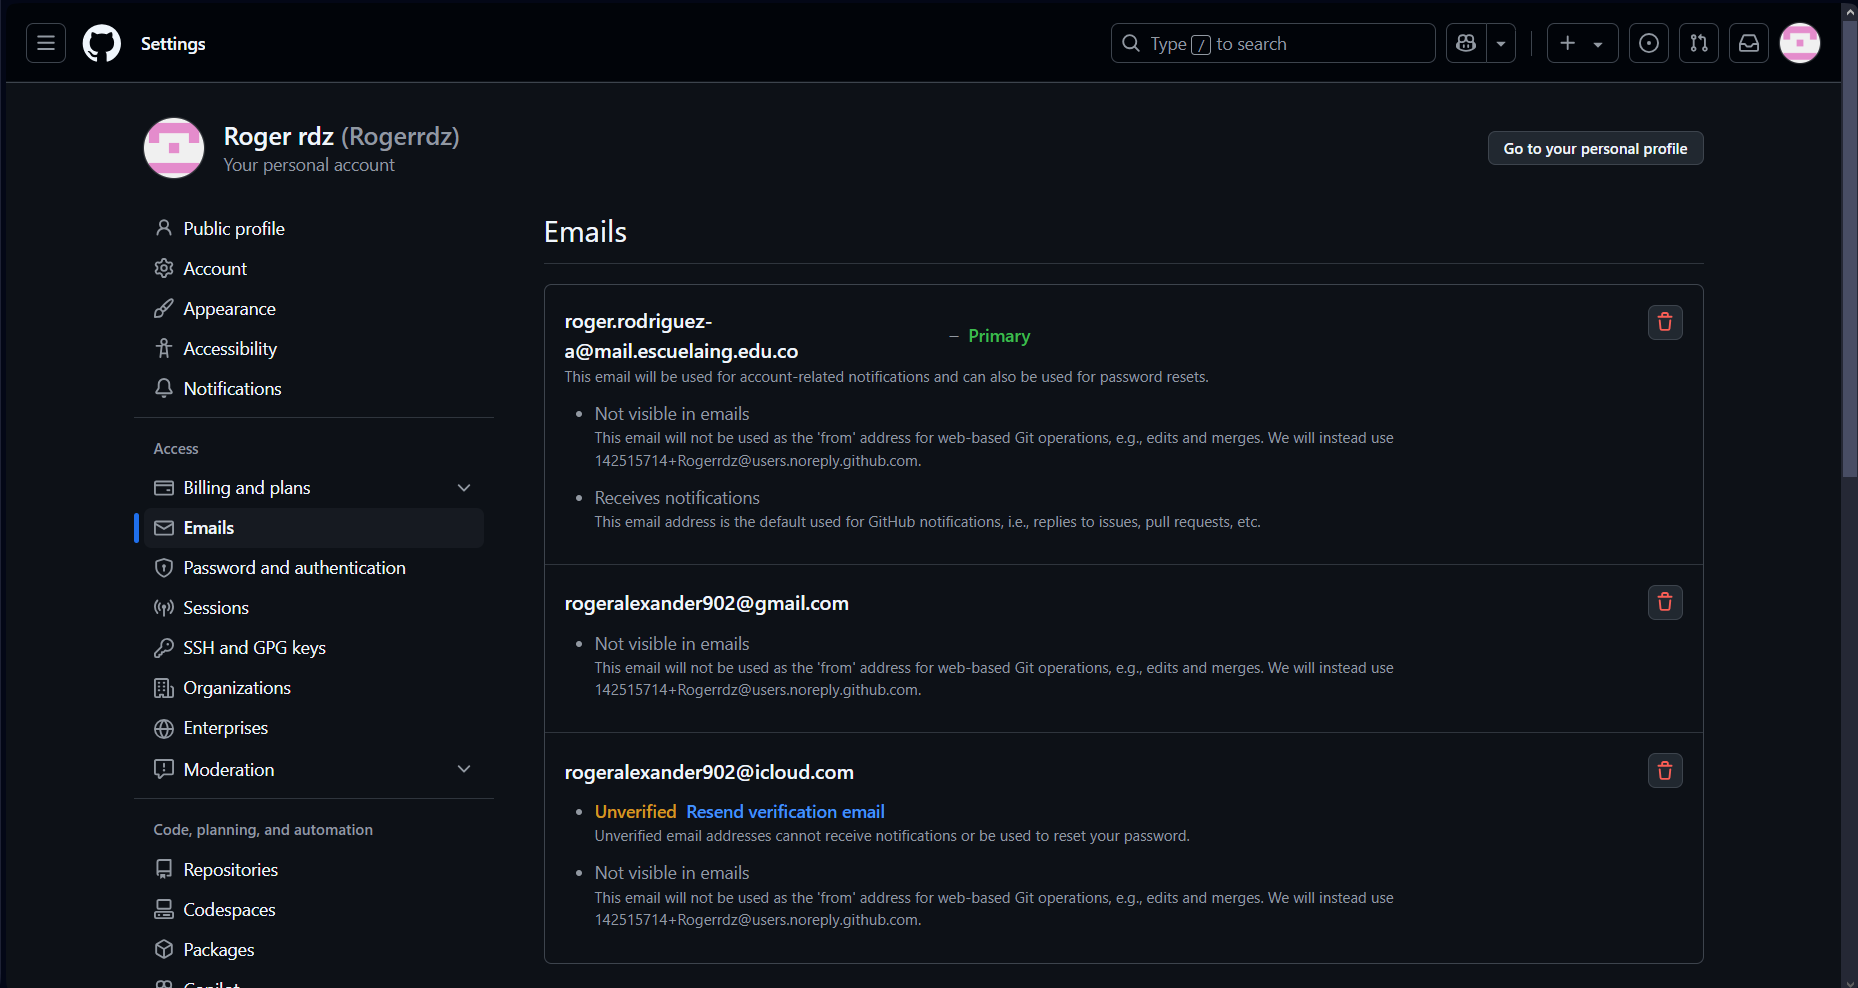 Settings
Type / to search
Roger rdz (Rogerrdz)
Your personal account
Go to your personal profile
Public profile
Account
Appearance
Accessibility
Notifications
Access
Billing and plans
Emails
Password and authentication
Sessions
SSH and GPG keys
Organizations
Enterprises
Moderation
Code, planning, and automation
Repositories
Codespaces
Packages
Copilot
Emails
roger.rodriguez-
a@mail.escuelaing.edu.co
– Primary
This email will be used for account-related notifications and can also be used for password resets.
• Not visible in emails
This email will not be used as the 'from' address for web-based Git operations, e.g., edits and merges. We will instead use
142515714+Rogerrdz@users.noreply.github.com.
• Receives notifications
This email address is the default used for GitHub notifications, i.e., replies to issues, pull requests, etc.
rogeralexander902@gmail.com
• Not visible in emails
This email will not be used as the 'from' address for web-based Git operations, e.g., edits and merges. We will instead use
142515714+Rogerrdz@users.noreply.github.com.
rogeralexander902@icloud.com
• Unverified Resend verification email
Unverified email addresses cannot receive notifications or be used to reset your password.
• Not visible in emails
This email will not be used as the 'from' address for web-based Git operations, e.g., edits and merges. We will instead use
142515714+Rogerrdz@users.noreply.github.com.